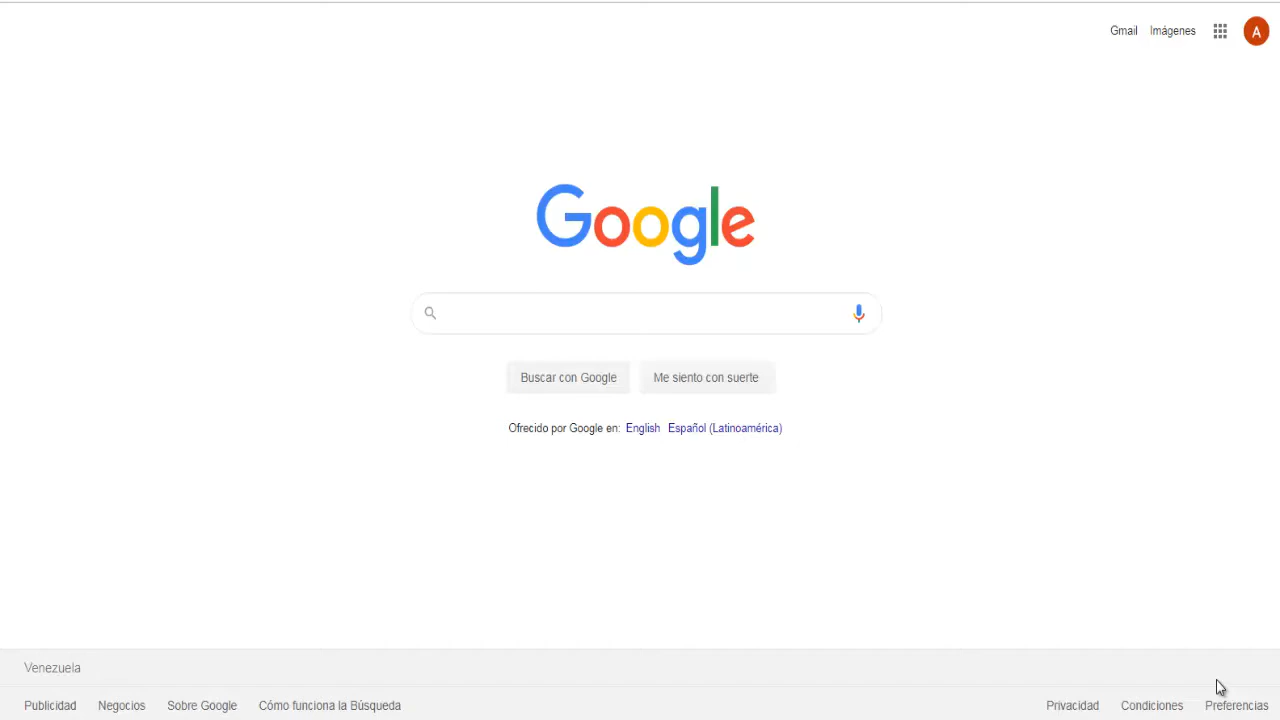 Gmail Imágenes A
Google
Buscar con Google Me siento con suerte
Ofrecido por Google en: English Español (Latinoamérica)
Venezuela
Publicidad Negocios Sobre Google Cómo funciona la Búsqueda Privacidad Condiciones Preferencias